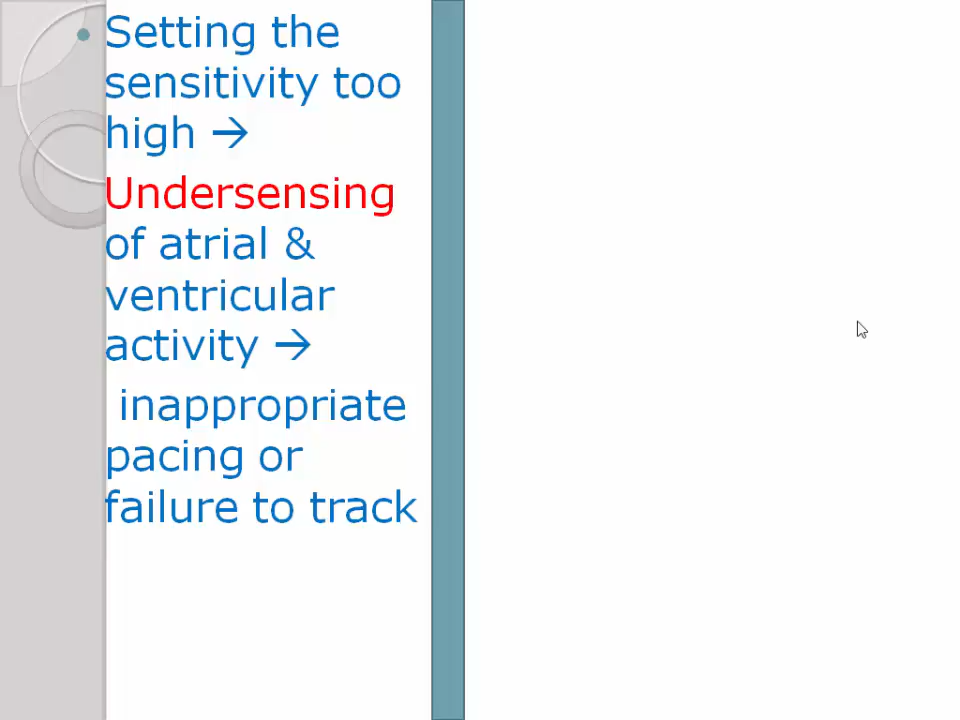 • Setting the
sensitivity too
high →
Undersensing
of atrial &
ventricular
activity →
inappropriate
pacing or
failure to track